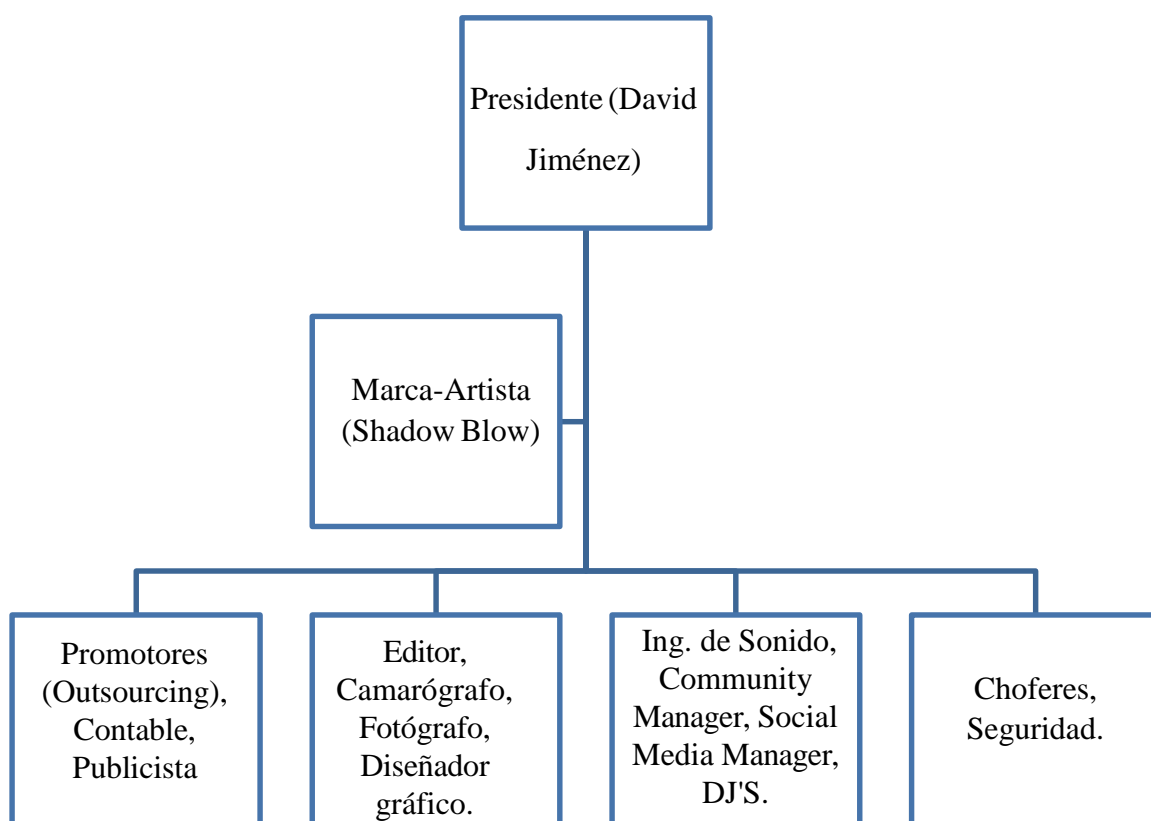 Presidente (David
Jiménez)
Marca-Artista
(Shadow Blow)
Promotores
(Outsourcing),
Contable,
Publicista
Editor,
Camarógrafo,
Fotógrafo,
Diseñador
gráfico.
Ing. de Sonido,
Community
Manager, Social
Media Manager,
DJ'S.
Choferes,
Seguridad.